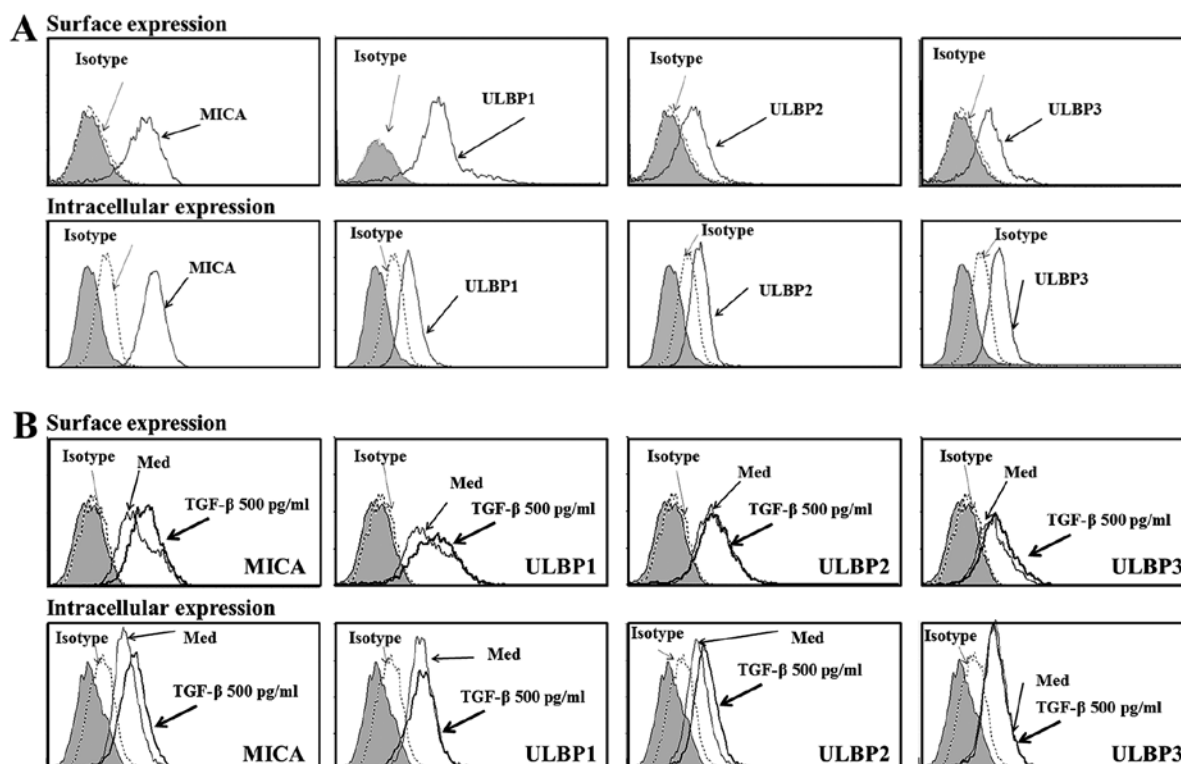 A Surface expression
Isotype MICA
Isotype ULBP1
Isotype ULBP2
Isotype ULBP3
Intracellular expression
Isotype MICA
Isotype ULBP1
Isotype ULBP2
Isotype ULBP3
B Surface expression
Isotype Med
TGF-β 500 pg/ml
MICA
Isotype Med
TGF-β 500 pg/ml
ULBP1
Isotype Med
TGF-β 500 pg/ml
ULBP2
Isotype Med
TGF-β 500 pg/ml
ULBP3
Intracellular expression
Isotype Med
TGF-β 500 pg/ml
MICA
Isotype Med
TGF-β 500 pg/ml
ULBP1
Isotype Med
TGF-β 500 pg/ml
ULBP2
Isotype Med
TGF-β 500 pg/ml
ULBP3